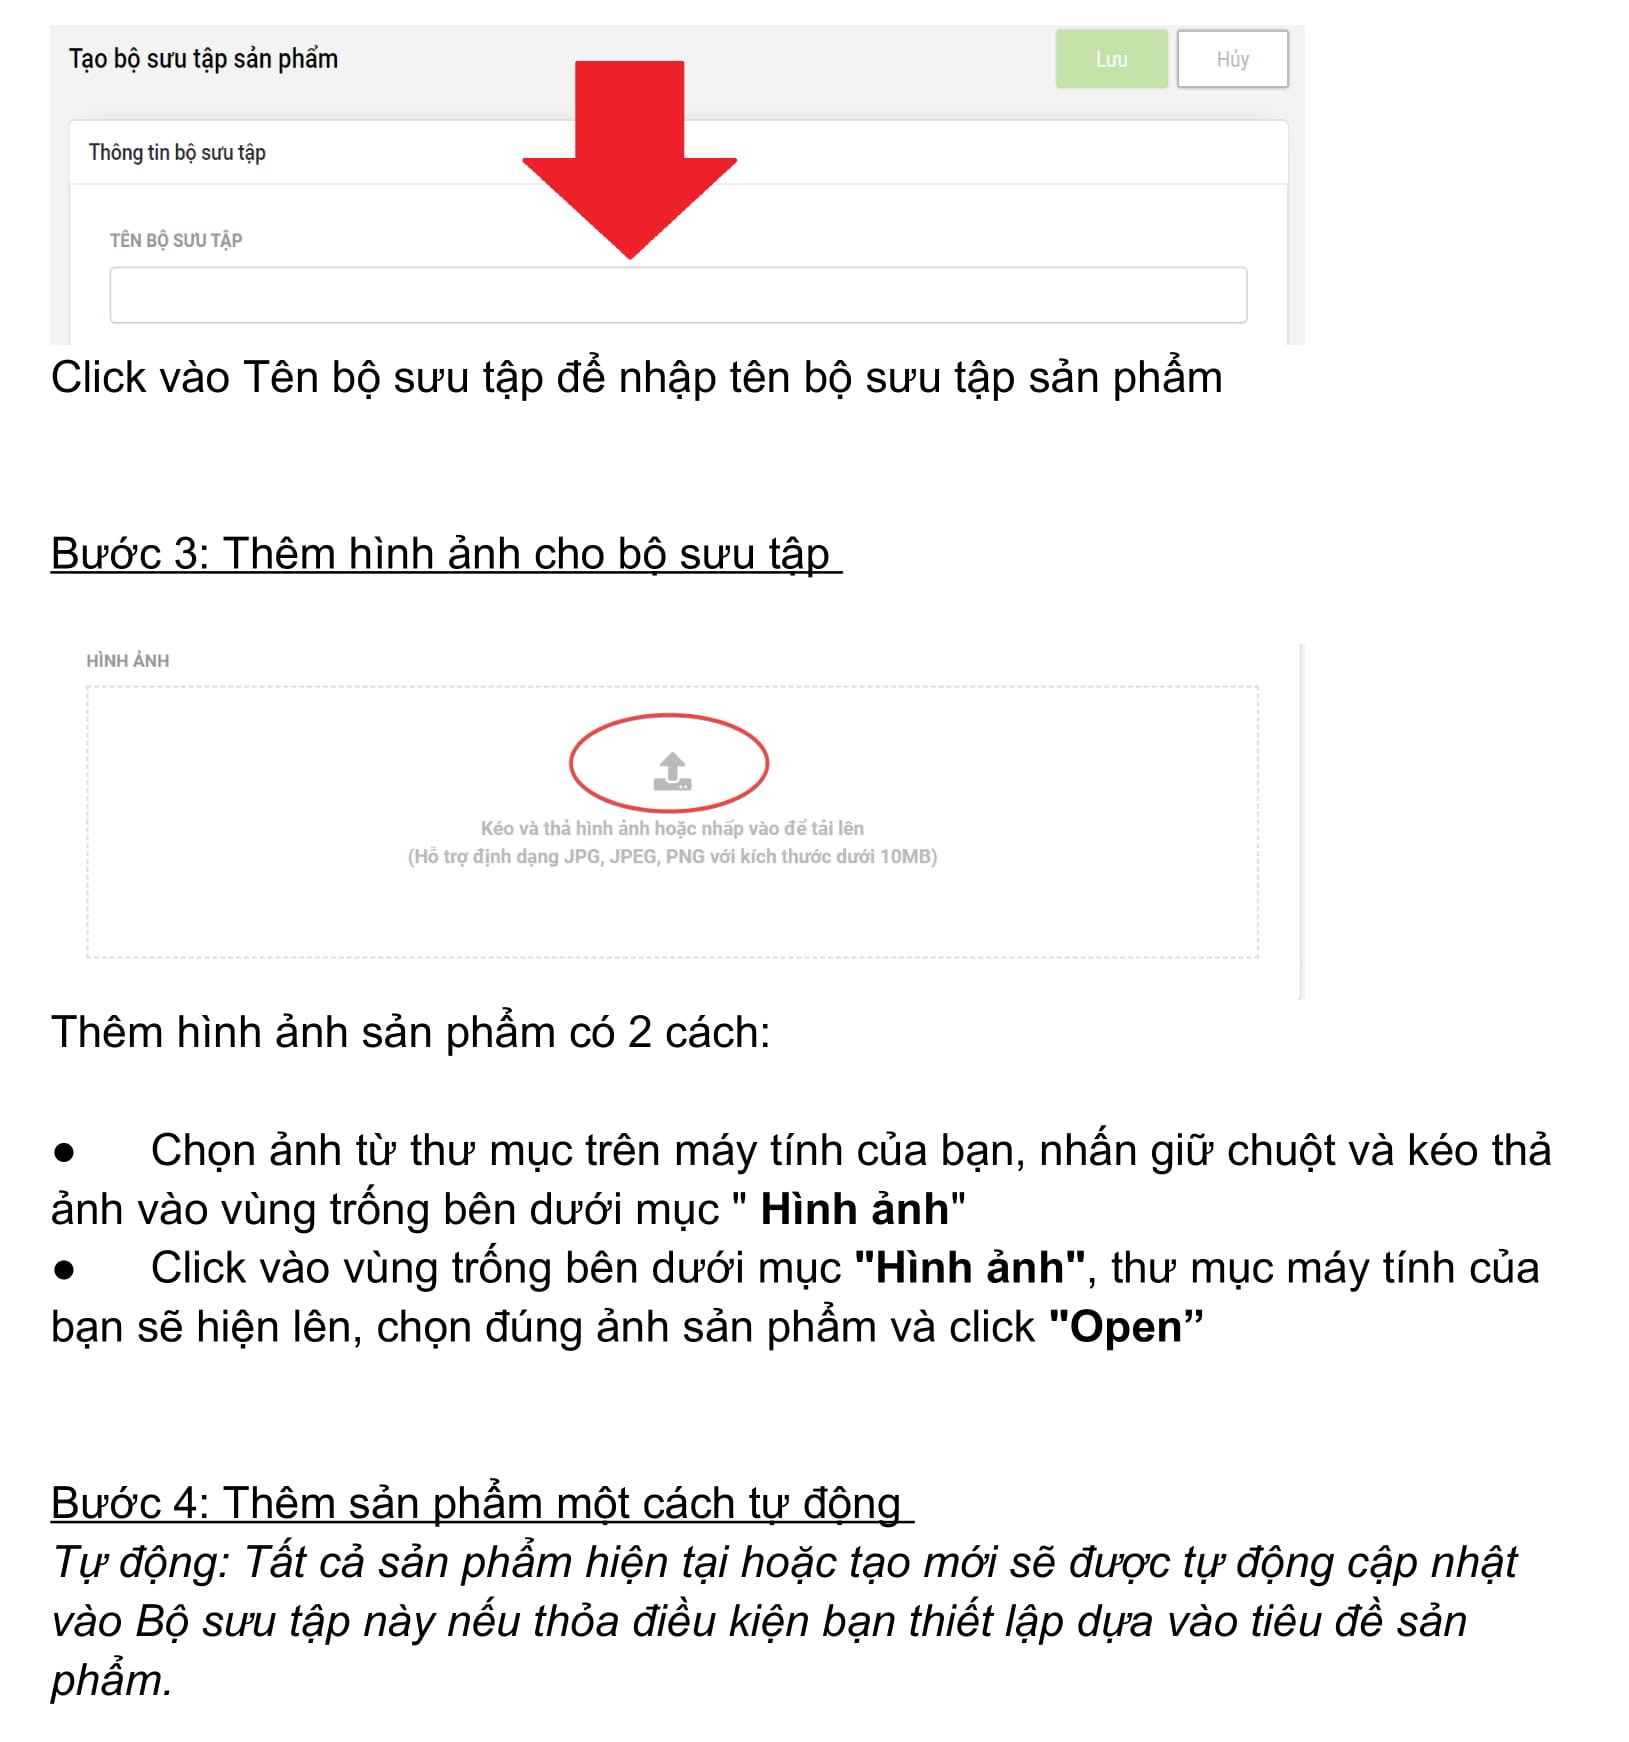 Tạo bộ sưu tập sản phẩm
Lưu
Hủy
Thông tin bộ sưu tập
TÊN BỘ SƯU TẬP
Click vào Tên bộ sưu tập để nhập tên bộ sưu tập sản phẩm
Bước 3: Thêm hình ảnh cho bộ sưu tập
HÌNH ẢNH
Kéo và thả hình ảnh hoặc nhấp vào để tải lên
(Hỗ trợ định dạng JPG, JPEG, PNG với kích thước dưới 10MB)
Thêm hình ảnh sản phẩm có 2 cách:
● Chọn ảnh từ thư mục trên máy tính của bạn, nhấn giữ chuột và kéo thả
ảnh vào vùng trống bên dưới mục " Hình ảnh"
● Click vào vùng trống bên dưới mục "Hình ảnh", thư mục máy tính của
bạn sẽ hiện lên, chọn đúng ảnh sản phẩm và click "Open”
Bước 4: Thêm sản phẩm một cách tự động
Tự động: Tất cả sản phẩm hiện tại hoặc tạo mới sẽ được tự động cập nhật
vào Bộ sưu tập này nếu thỏa điều kiện bạn thiết lập dựa vào tiêu đề sản
phẩm.